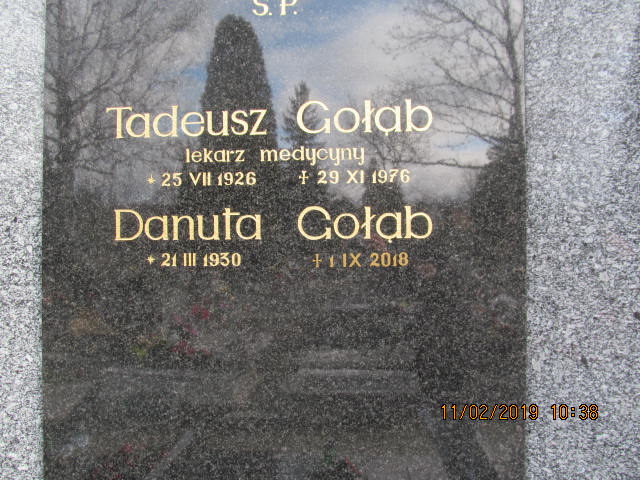 Ś. P.
Tadeusz Gołąb
lekarz medycyny
* 25 VII 1926 † 29 XI 1976
Danuta Gołąb
* 21 III 1930 † 1 IX 2018
11/02/2019 10:38